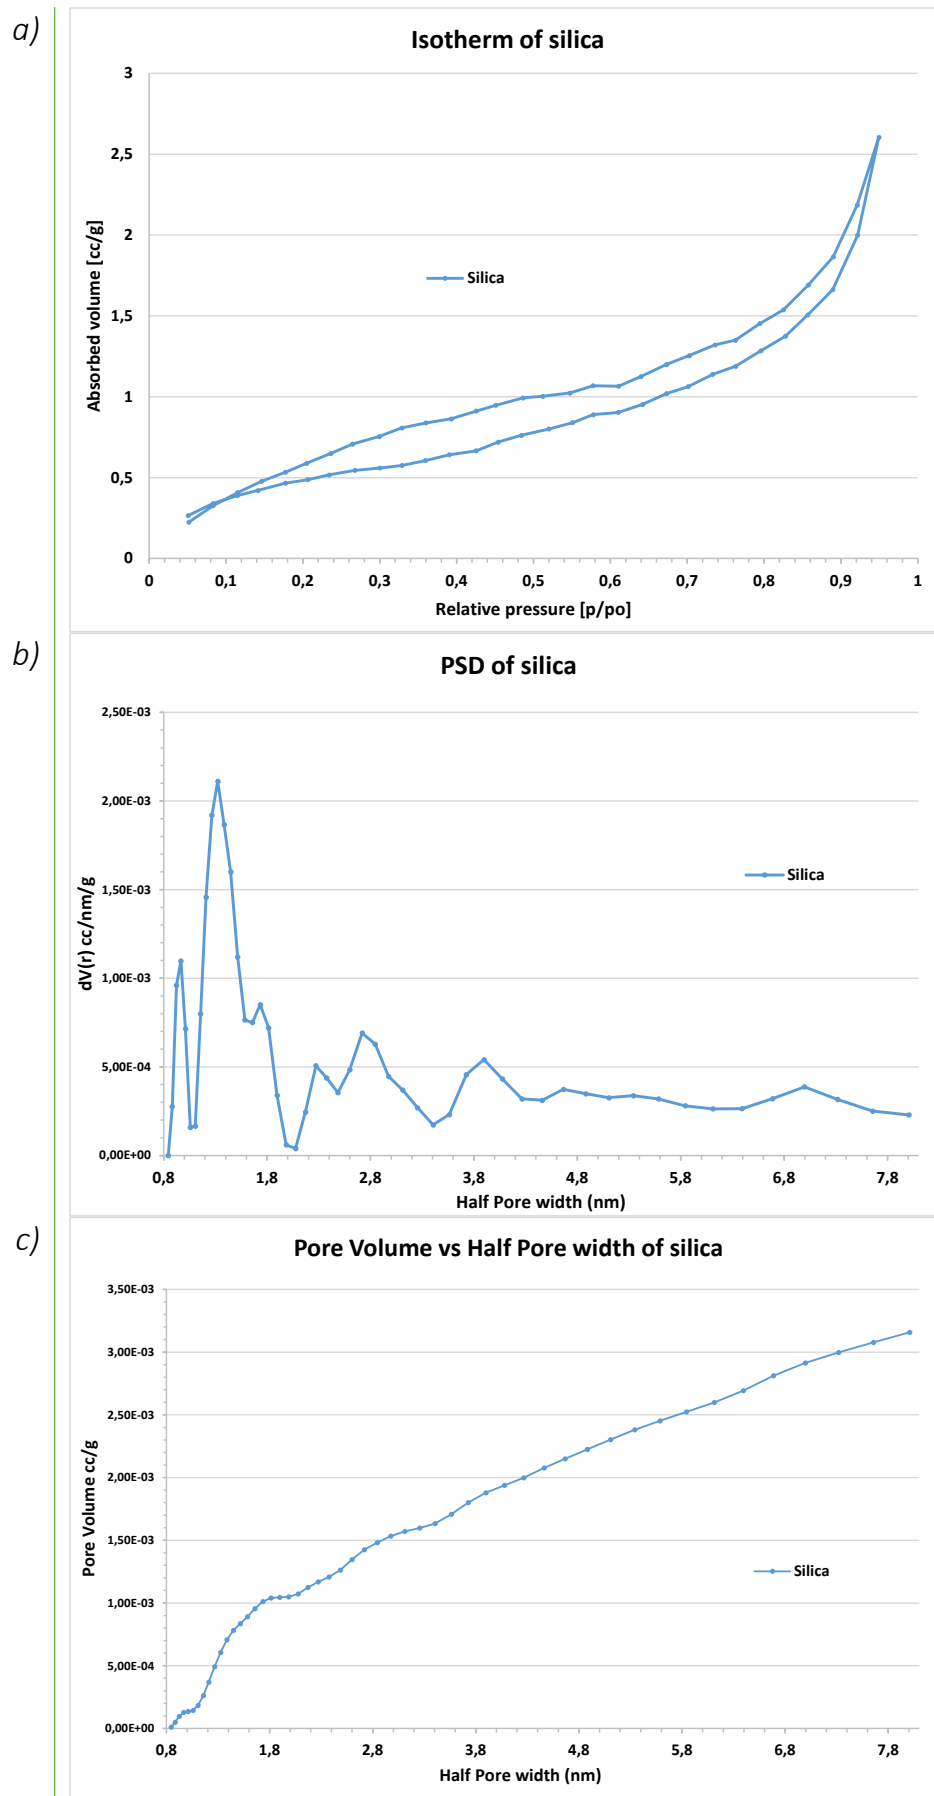 a)
Isotherm of silica
3
2,5
2
1,5
1
0,5
0
Absorbed volume [cc/g]
Silica
0 0,1 0,2 0,3 0,4 0,5 0,6 0,7 0,8 0,9 1
Relative pressure [p/po]
b)
PSD of silica
2,50E-03
2,00E-03
1,50E-03
1,00E-03
5,00E-04
0,00E+00
dV(r) cc/nm/g
Silica
0,8 1,8 2,8 3,8 4,8 5,8 6,8 7,8
Half Pore width (nm)
c)
Pore Volume vs Half Pore width of silica
3,50E-03
3,00E-03
2,50E-03
2,00E-03
1,50E-03
1,00E-03
5,00E-04
0,00E+00
Pore Volume cc/g
Silica
0,8 1,8 2,8 3,8 4,8 5,8 6,8 7,8
Half Pore width (nm)